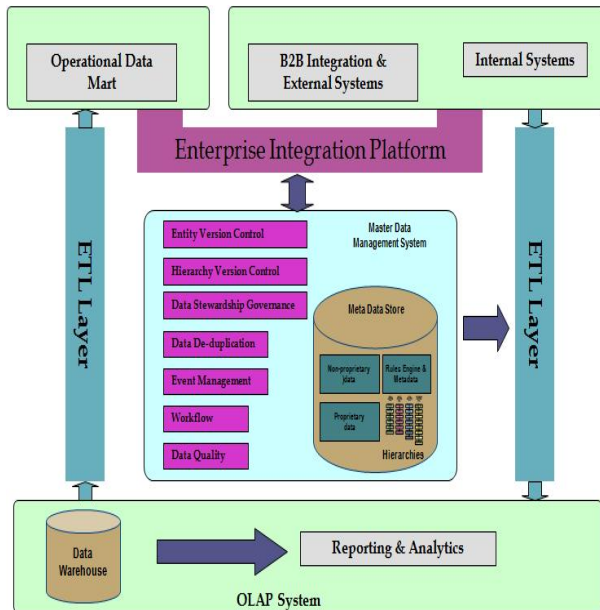 Operational Data
Mart
B2B Integration &
External Systems
Internal Systems
Enterprise Integration Platform
ETL Layer
Master Data
Management System
Entity Version Control
Hierarchy Version Control
Data Stewardship Governance
Data De-duplication
Event Management
Workflow
Data Quality
Meta Data Store
Non-proprietary
)data
Rules Engine &
Metadata
Proprietary
data
Hierarchies
ETL Layer
Data
Warehouse
Reporting & Analytics
OLAP System